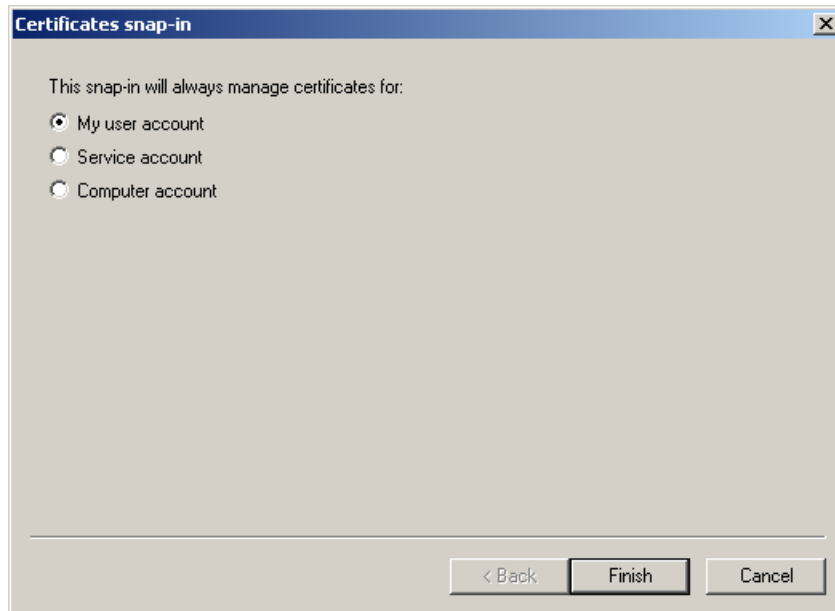 Certificates snap-in
This snap-in will always manage certificates for:
My user account
Service account
Computer account
< Back
Finish
Cancel